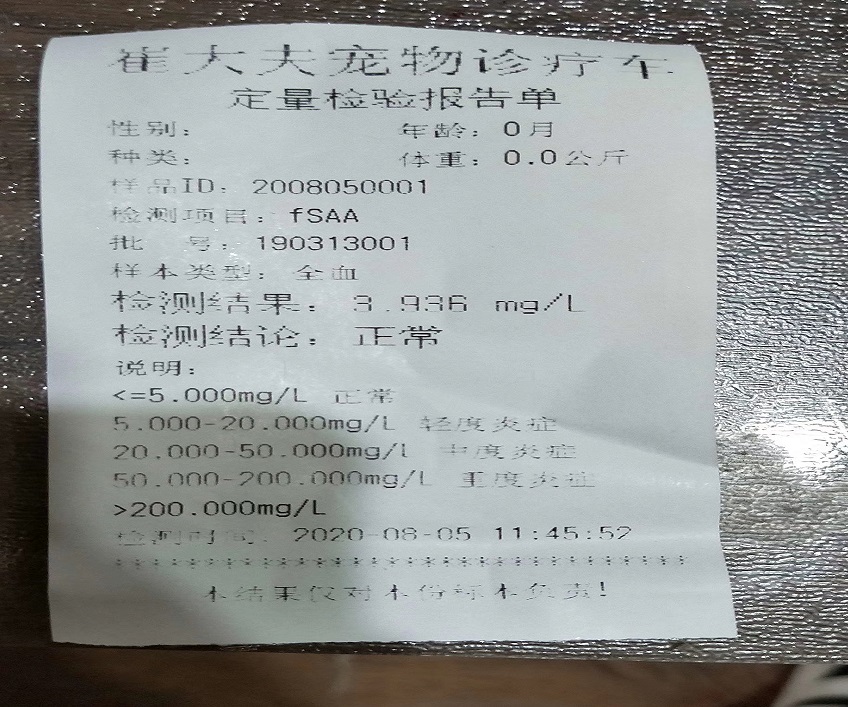 崔大夫宠物诊疗车
定量检验报告单
性别： 年龄：0月
种类： 体重：0.0公斤
样品ID：2008050001
检测项目：fSAA
批 号：190313001
样本类型：全血
检测结果：3.936 mg/L
检测结论：正常
说明：
<=5.000mg/L 正常
5.000-20.000mg/L 轻度炎症
20.000-50.000mg/L 中度炎症
50.000-200.000mg/L 重度炎症
>200.000mg/L
检测时间：2020-08-05 11:45:52
本结果仅对本份标本负责！